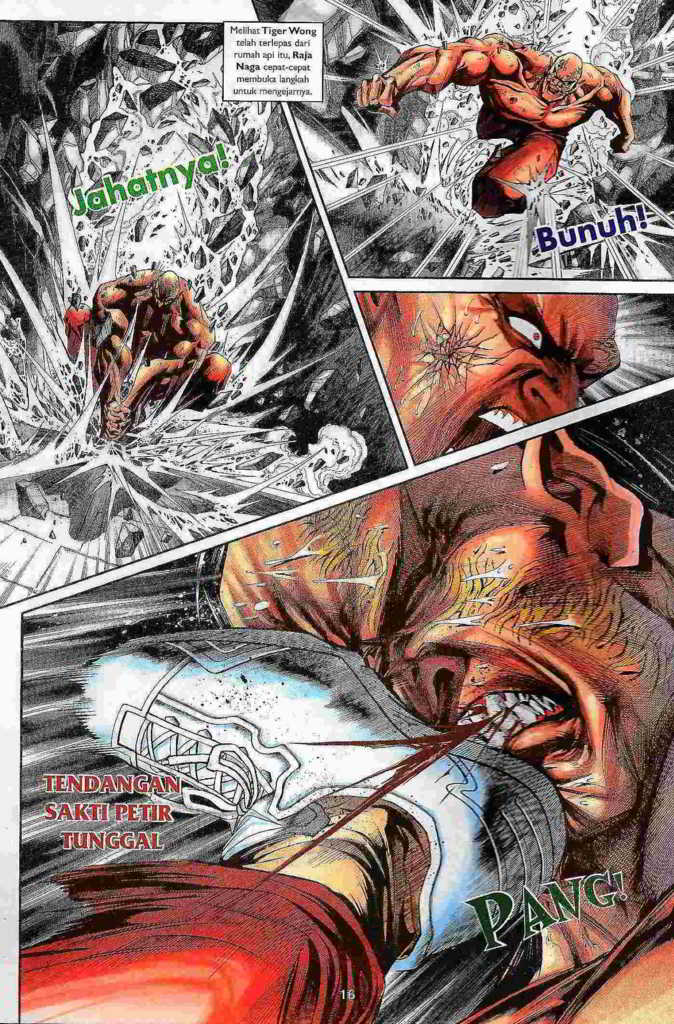 Melihat Tiger Wong
telah terlepas dari
rumah api itu, Raja
Naga cepat-cepat
membuka langkah
untuk mengejarnya.
Jahatnya!
Bunuh!
TENDANGAN
SAKTI PETIR
TUNGGAL
PANG!
16